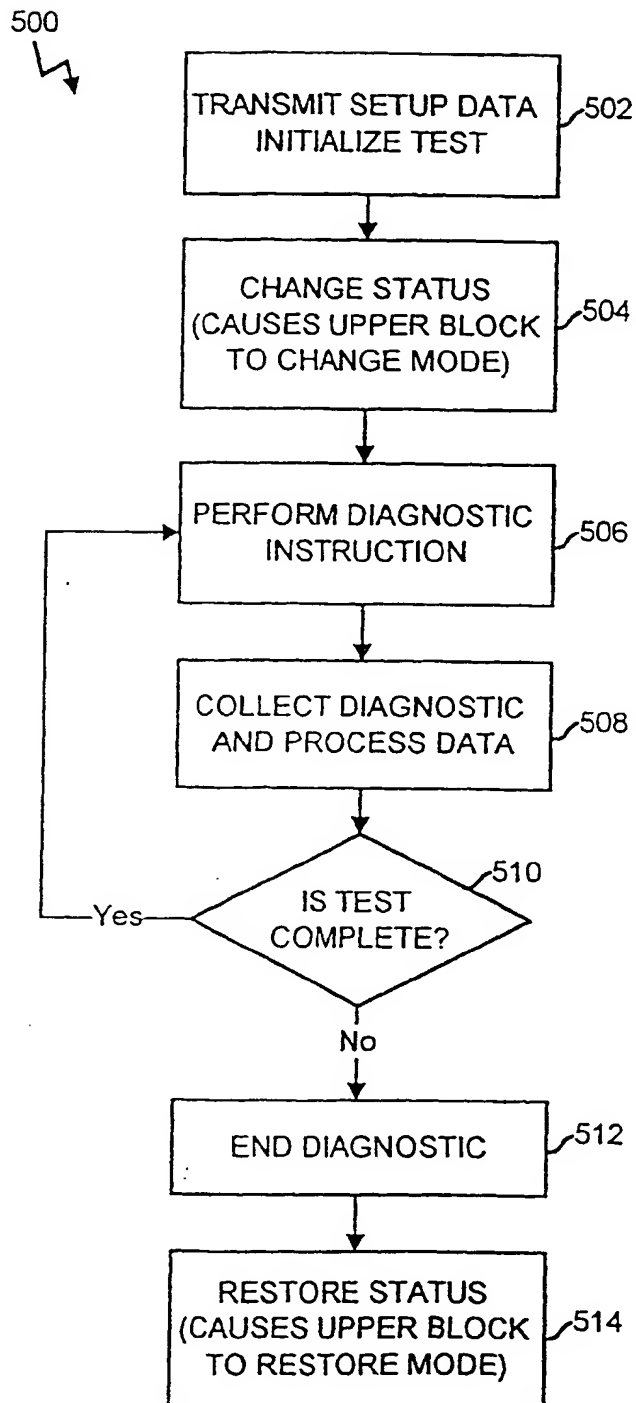 500
TRANSMIT SETUP DATA
INITIALIZE TEST
502
CHANGE STATUS
(CAUSES UPPER BLOCK
TO CHANGE MODE)
504
PERFORM DIAGNOSTIC
INSTRUCTION
506
COLLECT DIAGNOSTIC
AND PROCESS DATA
508
IS TEST
COMPLETE?
510
Yes
No
END DIAGNOSTIC
512
RESTORE STATUS
(CAUSES UPPER BLOCK
TO RESTORE MODE)
514